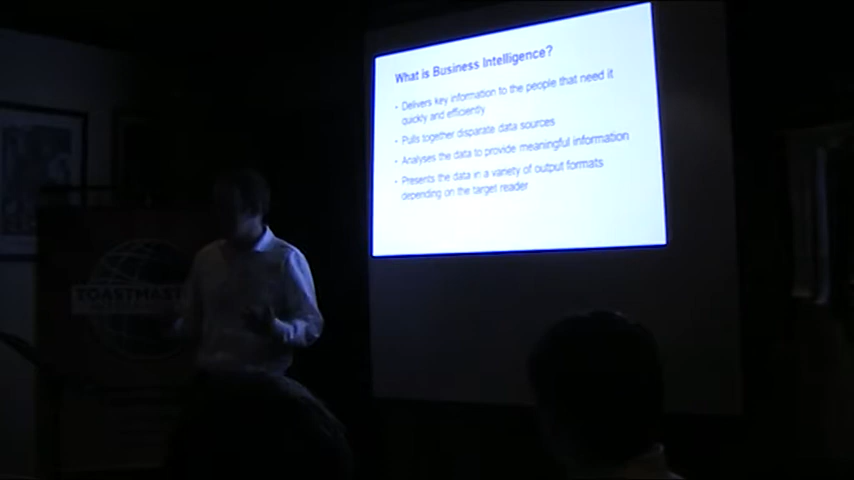 What is Business Intelligence?
• Delivers key information to the people that need it
quickly and efficiently
• Pulls together disparate data sources
• Analyses the data to provide meaningful information
• Presents the data in a variety of output formats
depending on the target reader
TOASTMAST